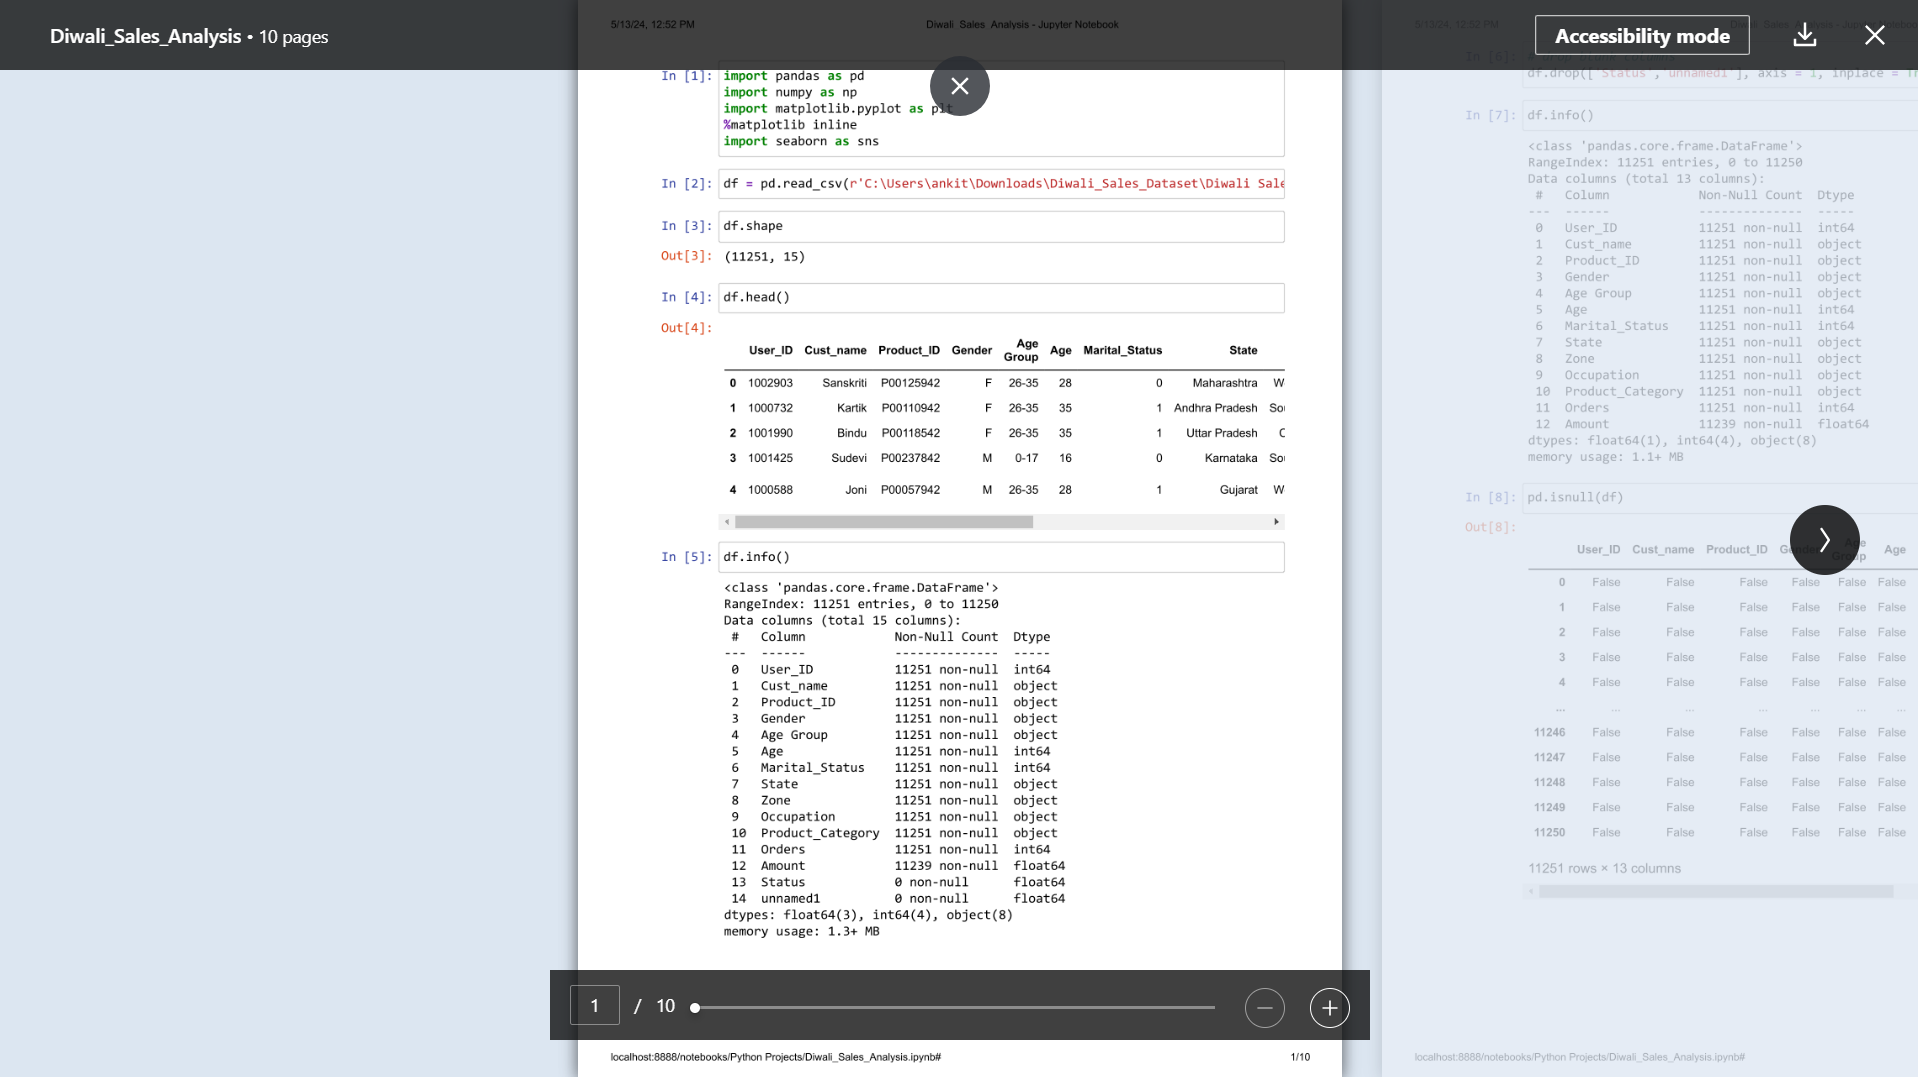 Diwali_Sales_Analysis • 10 pages
Accessibility mode
5/13/24, 12:52 PM Diwali_Sales_Analysis - Jupyter Notebook
In [1]: import pandas as pd
import numpy as np
import matplotlib.pyplot as plt
%matplotlib inline
import seaborn as sns
In [2]: df = pd.read_csv(r'C:\Users\ankit\Downloads\Diwali_Sales_Dataset\Diwali Sale
In [3]: df.shape
Out[3]: (11251, 15)
In [4]: df.head()
Out[4]:
User_ID Cust_name Product_ID Gender Age Group Age Marital_Status State
0 1002903 Sanskriti P00125942 F 26-35 28 0 Maharashtra W
1 1000732 Kartik P00110942 F 26-35 35 1 Andhra Pradesh Sou
2 1001990 Bindu P00118542 F 26-35 35 1 Uttar Pradesh C
3 1001425 Sudevi P00237842 M 0-17 16 0 Karnataka Sou
4 1000588 Joni P00057942 M 26-35 28 1 Gujarat W
In [5]: df.info()
<class 'pandas.core.frame.DataFrame'>
RangeIndex: 11251 entries, 0 to 11250
Data columns (total 15 columns):
# Column Non-Null Count Dtype
--- ------ -------------- -----
0 User_ID 11251 non-null int64
1 Cust_name 11251 non-null object
2 Product_ID 11251 non-null object
3 Gender 11251 non-null object
4 Age Group 11251 non-null object
5 Age 11251 non-null int64
6 Marital_Status 11251 non-null int64
7 State 11251 non-null object
8 Zone 11251 non-null object
9 Occupation 11251 non-null object
10 Product_Category 11251 non-null object
11 Orders 11251 non-null int64
12 Amount 11239 non-null float64
13 Status 0 non-null float64
14 unnamed1 0 non-null float64
dtypes: float64(3), int64(4), object(8)
memory usage: 1.3+ MB
1 / 10
localhost:8888/notebooks/Python Projects/Diwali_Sales_Analysis.ipynb# 1/10
5/13/24, 12:52 PM Diwali_Sales_Analysis - Jupyter Notebook
In [6]: # drop blank columns
df.drop(['Status', 'unnamed1'], axis = 1, inplace = Tr
In [7]: df.info()
<class 'pandas.core.frame.DataFrame'>
RangeIndex: 11251 entries, 0 to 11250
Data columns (total 13 columns):
# Column Non-Null Count Dtype
--- ------ -------------- -----
0 User_ID 11251 non-null int64
1 Cust_name 11251 non-null object
2 Product_ID 11251 non-null object
3 Gender 11251 non-null object
4 Age Group 11251 non-null object
5 Age 11251 non-null int64
6 Marital_Status 11251 non-null int64
7 State 11251 non-null object
8 Zone 11251 non-null object
9 Occupation 11251 non-null object
10 Product_Category 11251 non-null object
11 Orders 11251 non-null int64
12 Amount 11239 non-null float64
dtypes: float64(1), int64(4), object(8)
memory usage: 1.1+ MB
In [8]: pd.isnull(df)
Out[8]:
User_ID Cust_name Product_ID Gender Age Group Age
0 False False False False False False
1 False False False False False False
2 False False False False False False
3 False False False False False False
4 False False False False False False
... ... ... ... ... ... ...
11246 False False False False False False
11247 False False False False False False
11248 False False False False False False
11249 False False False False False False
11250 False False False False False False
11251 rows × 13 columns
localhost:8888/notebooks/Python Projects/Diwali_Sales_Analysis.ipynb#